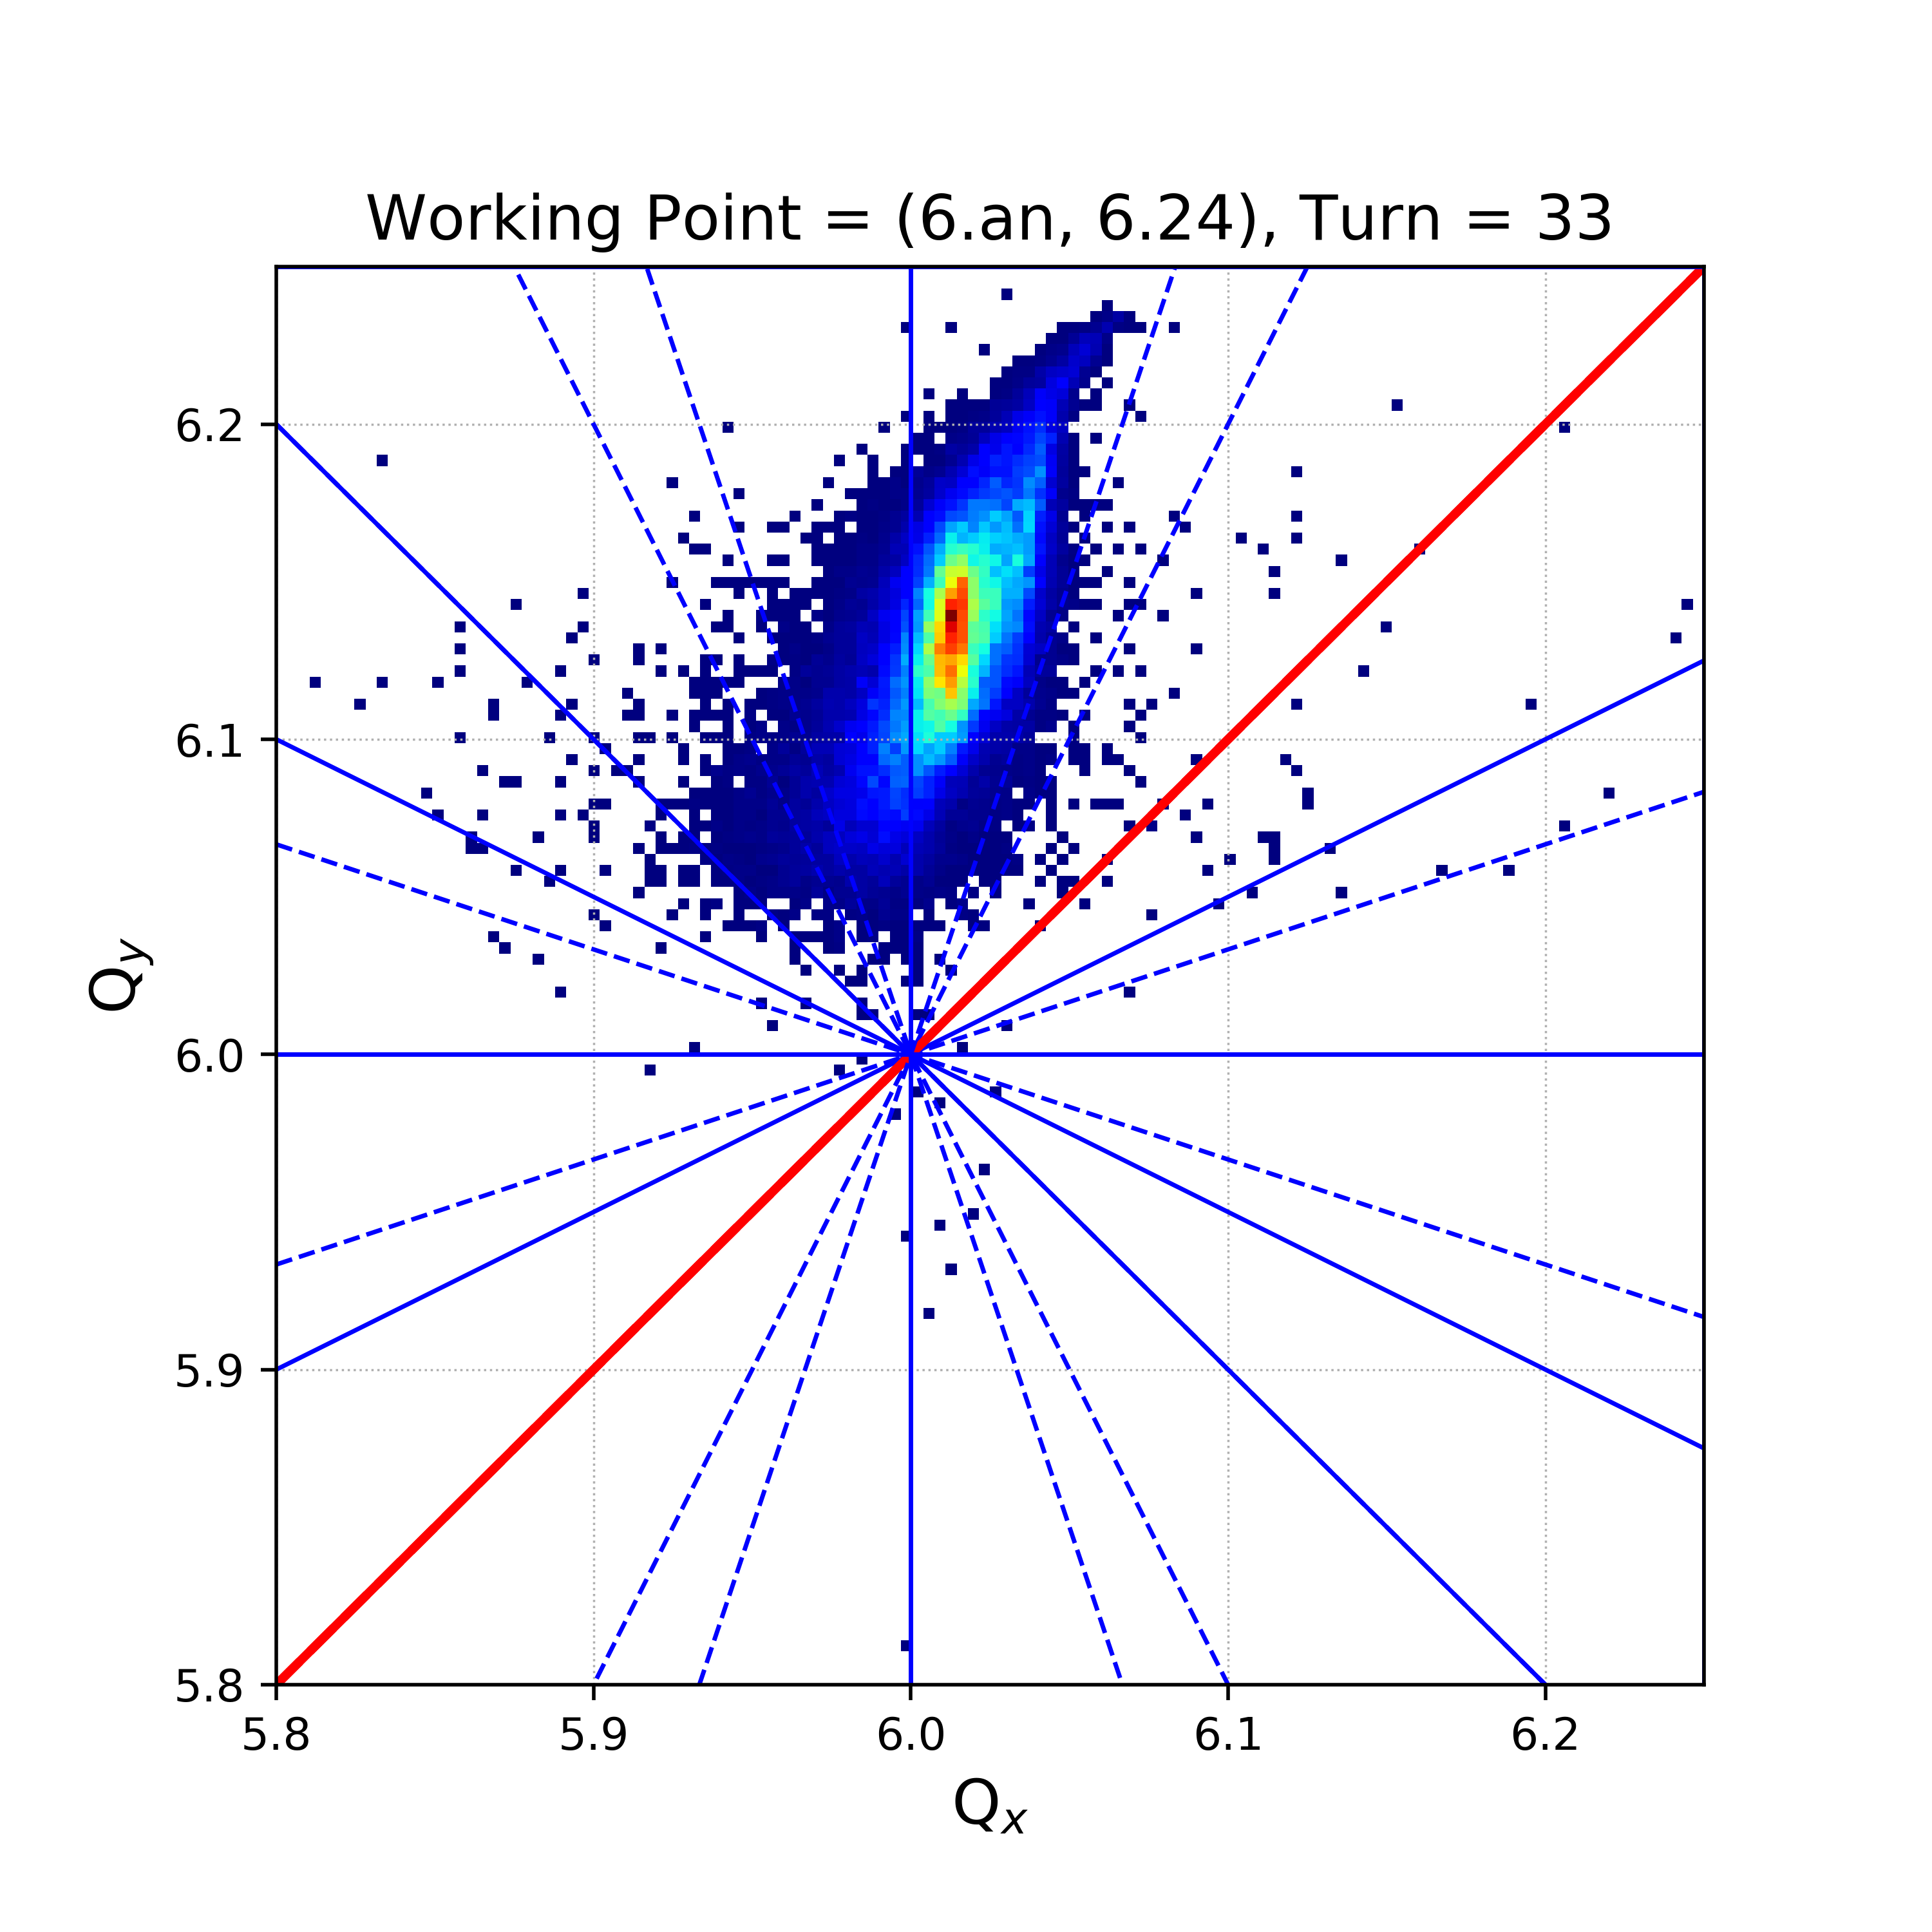 Working Point = (6.an, 6.24), Turn = 33
6.2
6.1
6.0
5.9
5.8
Qy
5.8 5.9 6.0 6.1 6.2
Qx